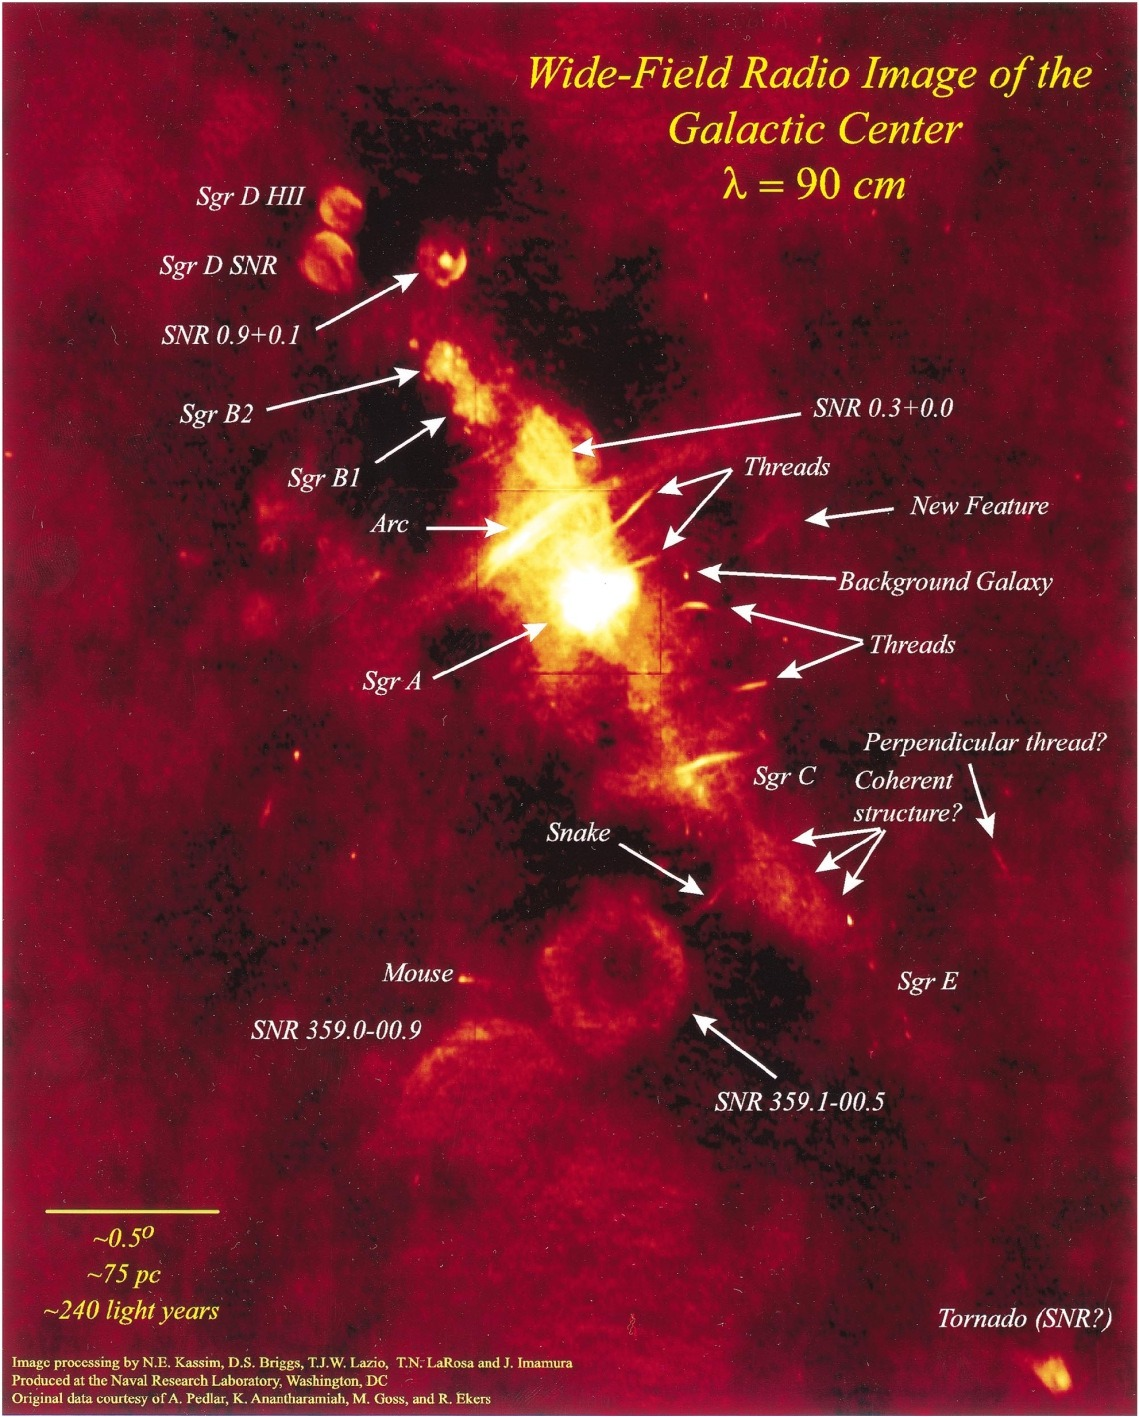 Wide-Field Radio Image of the
Galactic Center
λ = 90 cm
Sgr D HII
Sgr D SNR
SNR 0.9+0.1
Sgr B2
SNR 0.3+0.0
Sgr B1
Threads
New Feature
Arc
Background Galaxy
Threads
Sgr A
Perpendicular thread?
Sgr C
Coherent
structure?
Snake
Mouse
Sgr E
SNR 359.0-00.9
SNR 359.1-00.5
~0.5º
~75 pc
~240 light years
Tornado (SNR?)
Image processing by N.E. Kassim, D.S. Briggs, T.J.W. Lazio, T.N. LaRosa and J. Imamura
Produced at the Naval Research Laboratory, Washington, DC
Original data courtesy of A. Pedlar, K. Anantharamiah, M. Goss, and R. Ekers